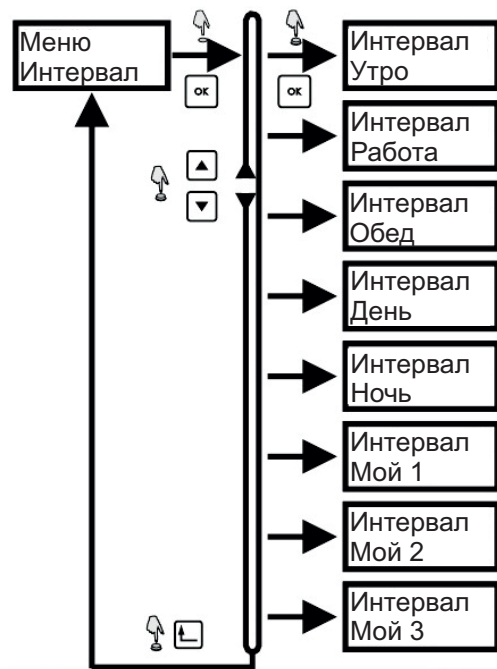 Меню
Интервал
OK
OK
Интервал
Утро
Интервал
Работа
Интервал
Обед
Интервал
День
Интервал
Ночь
Интервал
Мой 1
Интервал
Мой 2
Интервал
Мой 3